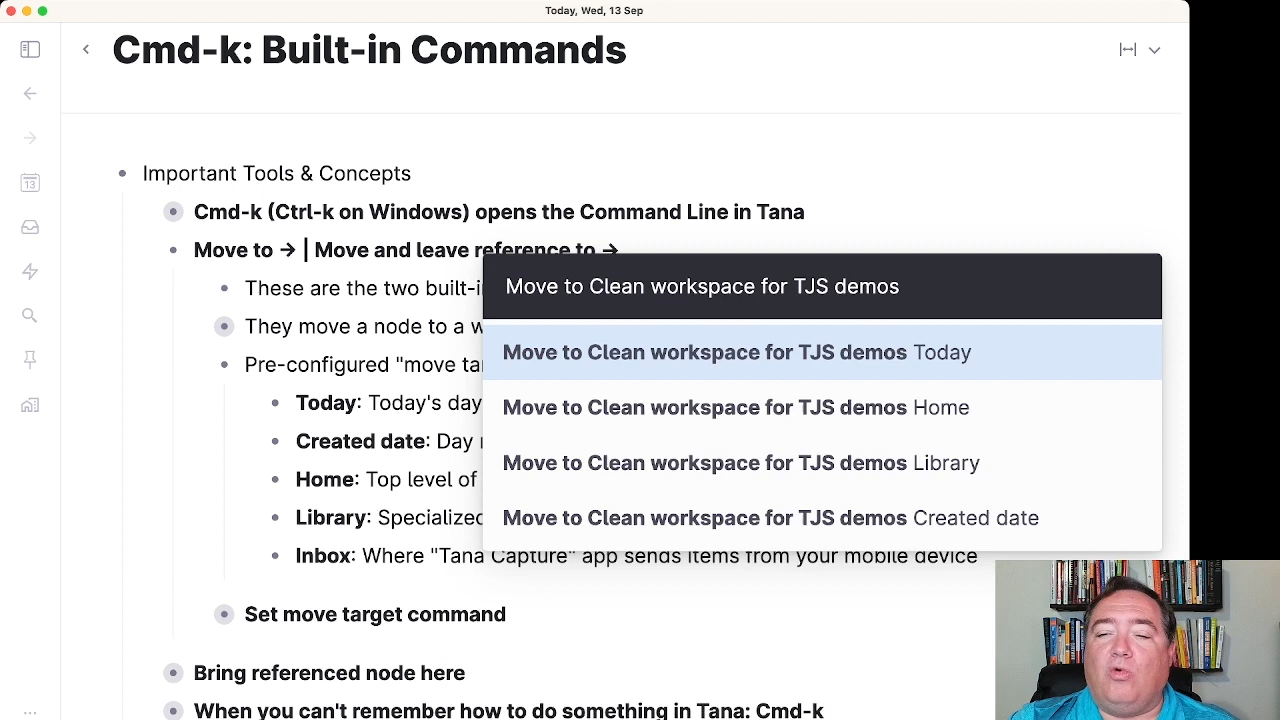 Today, Wed, 13 Sep
Cmd-k: Built-in Commands
13
Important Tools & Concepts
Cmd-k (Ctrl-k on Windows) opens the Command Line in Tana
Move to → | Move and leave reference to →
These are the two built-i
Move to Clean workspace for TJS demos
They move a node to a w
Move to Clean workspace for TJS demos Today
Pre-configured "move ta
Today: Today's day
Move to Clean workspace for TJS demos Home
Created date: Day
Move to Clean workspace for TJS demos Library
Home: Top level of
Library: Specialized
Move to Clean workspace for TJS demos Created date
Inbox: Where "Tana Capture" app sends items from your mobile device
Set move target command
Bring referenced node here
When you can't remember how to do something in Tana: Cmd-k